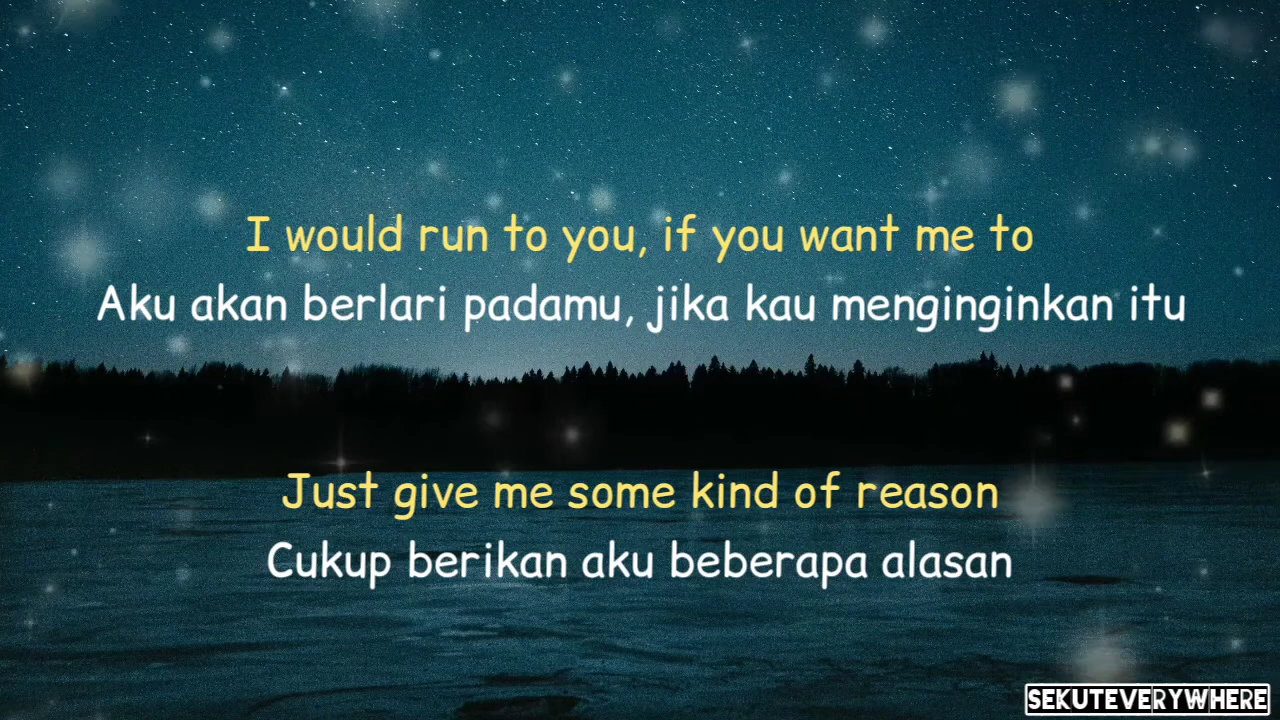 I would run to you, if you want me to
Aku akan berlari padamu, jika kau menginginkan itu
Just give me some kind of reason
Cukup berikan aku beberapa alasan
SEKUTEVERYWHERE